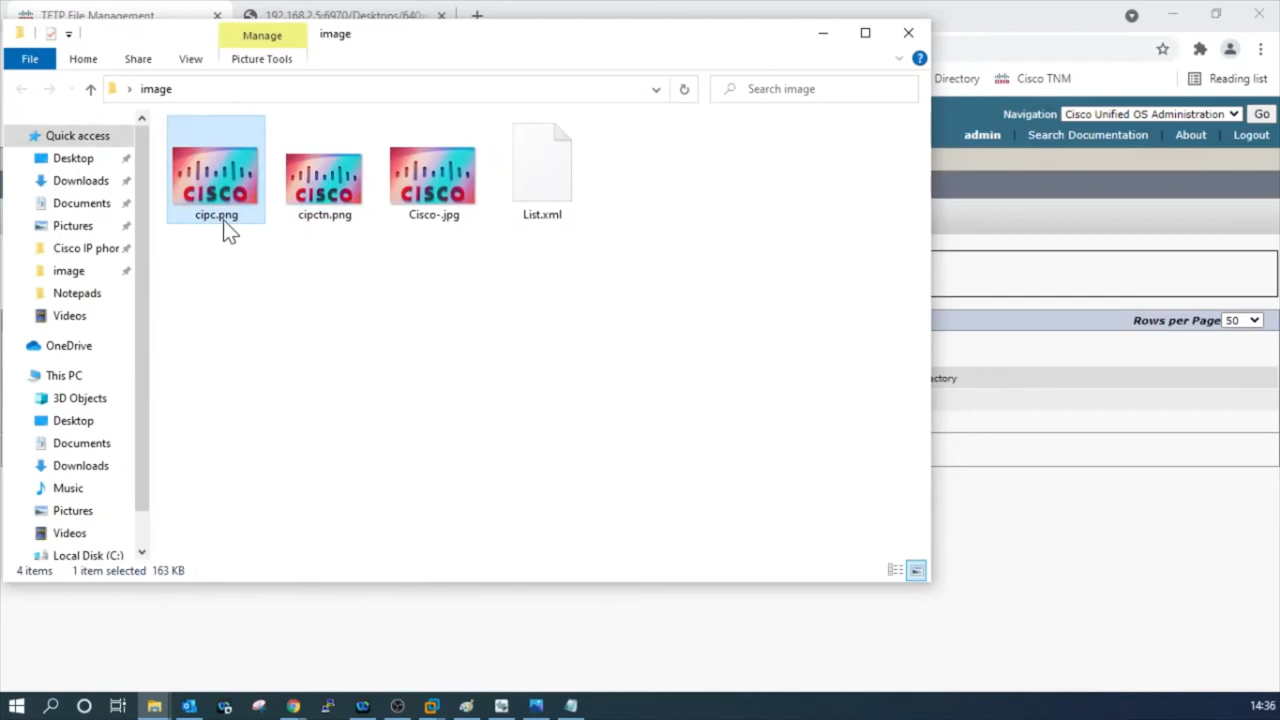 TFTP File Management
192.168.2.5:6970/Desktops/640x
Manage
image
File
Home
Share
View
Picture Tools
image
Search image
Directory
Cisco TNM
Reading list
Navigation
Cisco Unified OS Administration
Go
admin
Search Documentation
About
Logout
Quick access
Desktop
Downloads
Documents
Pictures
Cisco IP phor
image
Notepads
Videos
OneDrive
This PC
3D Objects
Desktop
Documents
Downloads
Music
Pictures
Videos
Local Disk (C:)
CISCO
CISCO
CISCO
cipc.png
cipctn.png
Cisco-.jpg
List.xml
Rows per Page
50
ectory
4 items
1 item selected 163 KB
14:36